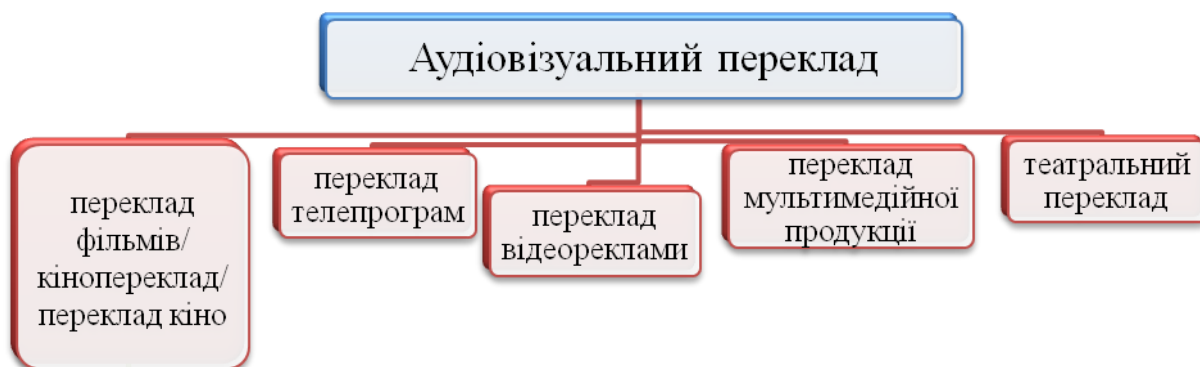 Аудіовізуальний переклад
переклад
фільмів/
кінопереклад/
переклад кіно
переклад
телепрограм
переклад
відеореклами
переклад
мультимедійної
продукції
театральний
переклад